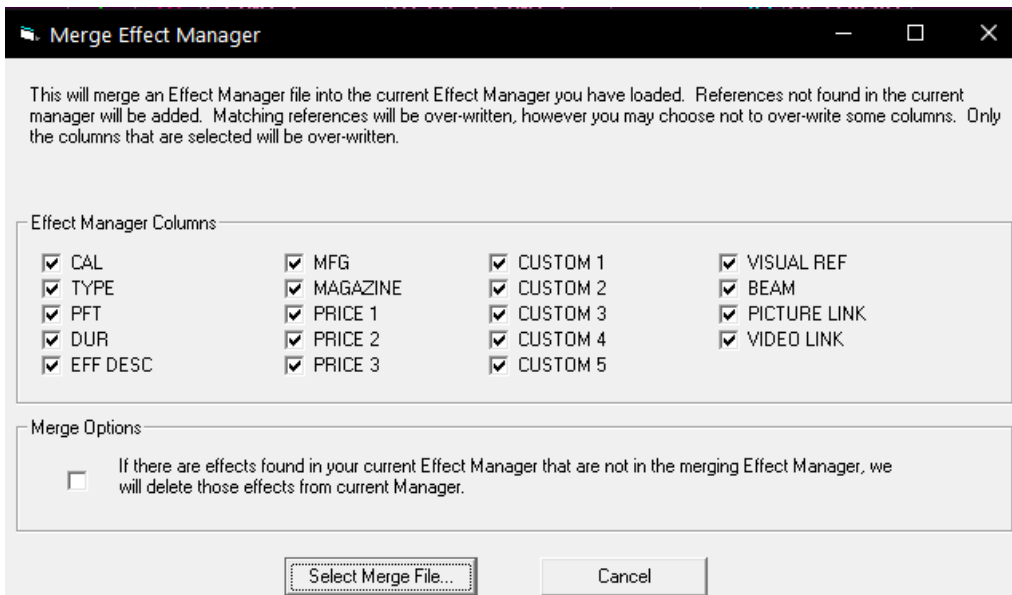 Merge Effect Manager
This will merge an Effect Manager file into the current Effect Manager you have loaded. References not found in the current
manager will be added. Matching references will be over-written, however you may choose not to over-write some columns. Only
the columns that are selected will be over-written.
Effect Manager Columns
CAL MFG CUSTOM 1 VISUAL REF
TYPE MAGAZINE CUSTOM 2 BEAM
PFT PRICE 1 CUSTOM 3 PICTURE LINK
DUR PRICE 2 CUSTOM 4 VIDEO LINK
EFF DESC PRICE 3 CUSTOM 5
Merge Options
If there are effects found in your current Effect Manager that are not in the merging Effect Manager, we
will delete those effects from current Manager.
Select Merge File... Cancel